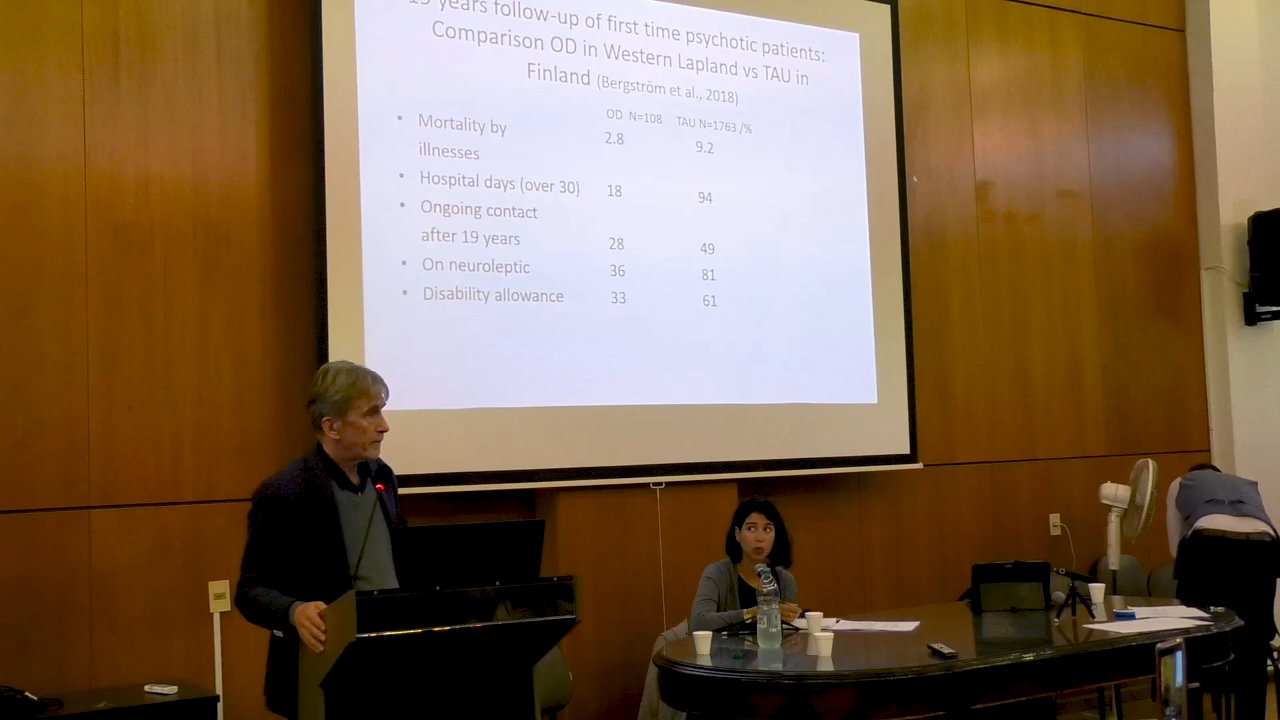 19 years follow-up of first time psychotic patients:
Comparison OD in Western Lapland vs TAU in
Finland (Bergström et al., 2018)
OD N=108 TAU N=1763 /%
• Mortality by 2.8 9.2
illnesses
• Hospital days (over 30) 18 94
• Ongoing contact
after 19 years 28 49
• On neuroleptic 36 81
• Disability allowance 33 61